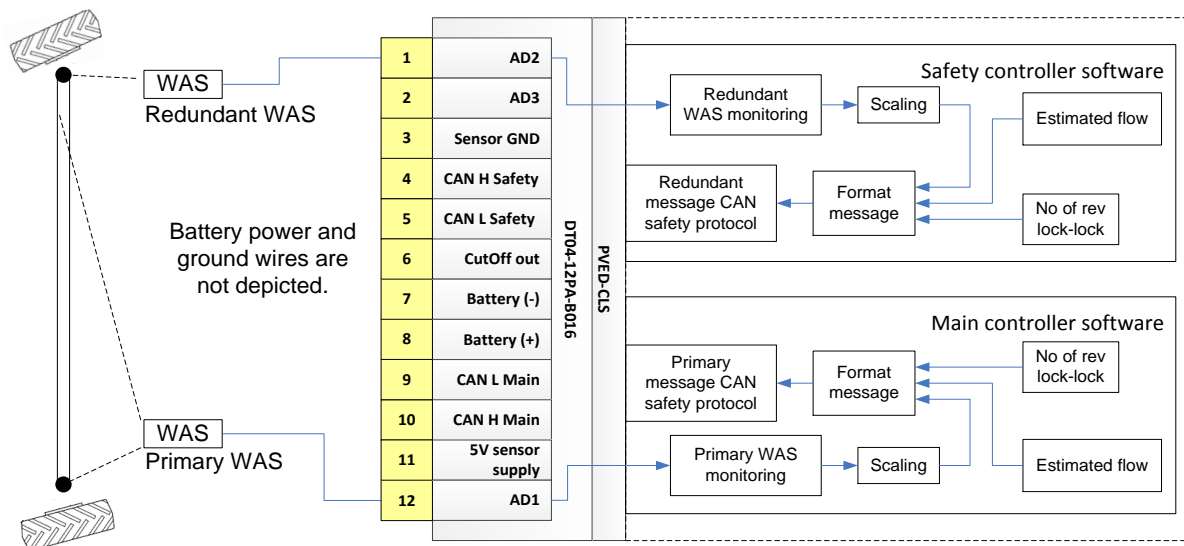 WAS
Redundant WAS
Battery power and
ground wires are
not depicted.
WAS
Primary WAS
1 AD2
2 AD3
3 Sensor GND
4 CAN H Safety
5 CAN L Safety
6 CutOff out
7 Battery (-)
8 Battery (+)
9 CAN L Main
10 CAN H Main
11 5V sensor
supply
12 AD1
DT04-12PA-B016
PVED-CLS
Safety controller software
Redundant
WAS monitoring
Scaling
Estimated flow
Redundant
message CAN
safety protocol
Format
message
No of rev
lock-lock
Main controller software
Primary
message CAN
safety protocol
Format
message
No of rev
lock-lock
Primary WAS
monitoring
Scaling
Estimated flow